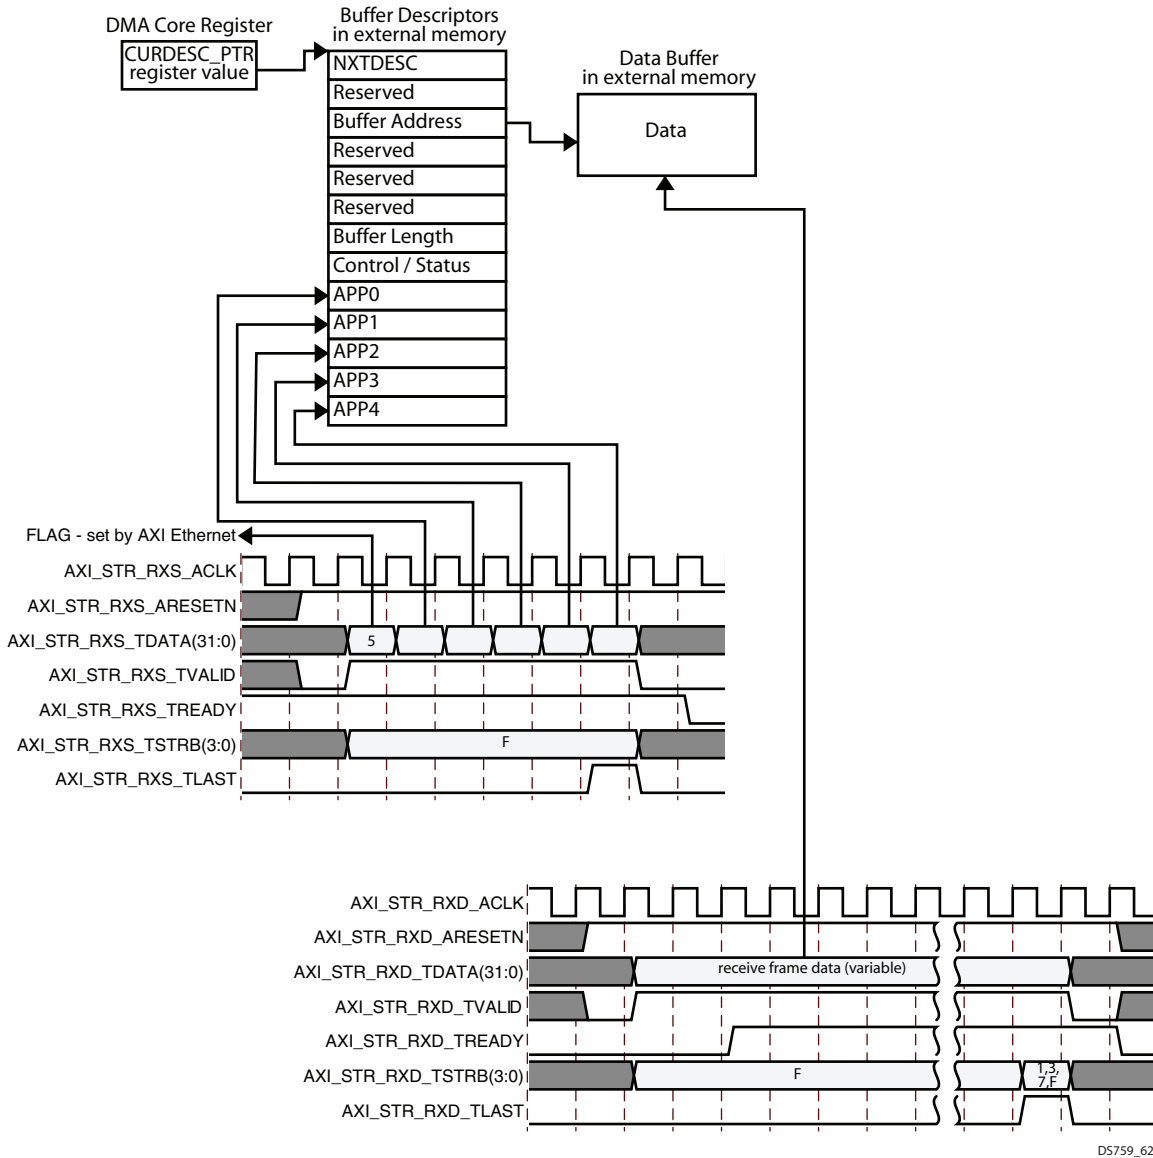 DMA Core Register
CURDESC_PTR
register value
Buffer Descriptors
in external memory
NXTDESC
Reserved
Buffer Address
Reserved
Reserved
Reserved
Buffer Length
Control / Status
APP0
APP1
APP2
APP3
APP4
Data Buffer
in external memory
Data
FLAG - set by AXI Ethernet
AXI_STR_RXS_ACLK
AXI_STR_RXS_ARESETN
AXI_STR_RXS_TDATA(31:0)
5
AXI_STR_RXS_TVALID
AXI_STR_RXS_TREADY
AXI_STR_RXS_TSTRB(3:0)
F
AXI_STR_RXS_TLAST
AXI_STR_RXD_ACLK
AXI_STR_RXD_ARESETN
AXI_STR_RXD_TDATA(31:0)
receive frame data (variable)
AXI_STR_RXD_TVALID
AXI_STR_RXD_TREADY
AXI_STR_RXD_TSTRB(3:0)
F
1,3,
7,F
AXI_STR_RXD_TLAST
DS759_62